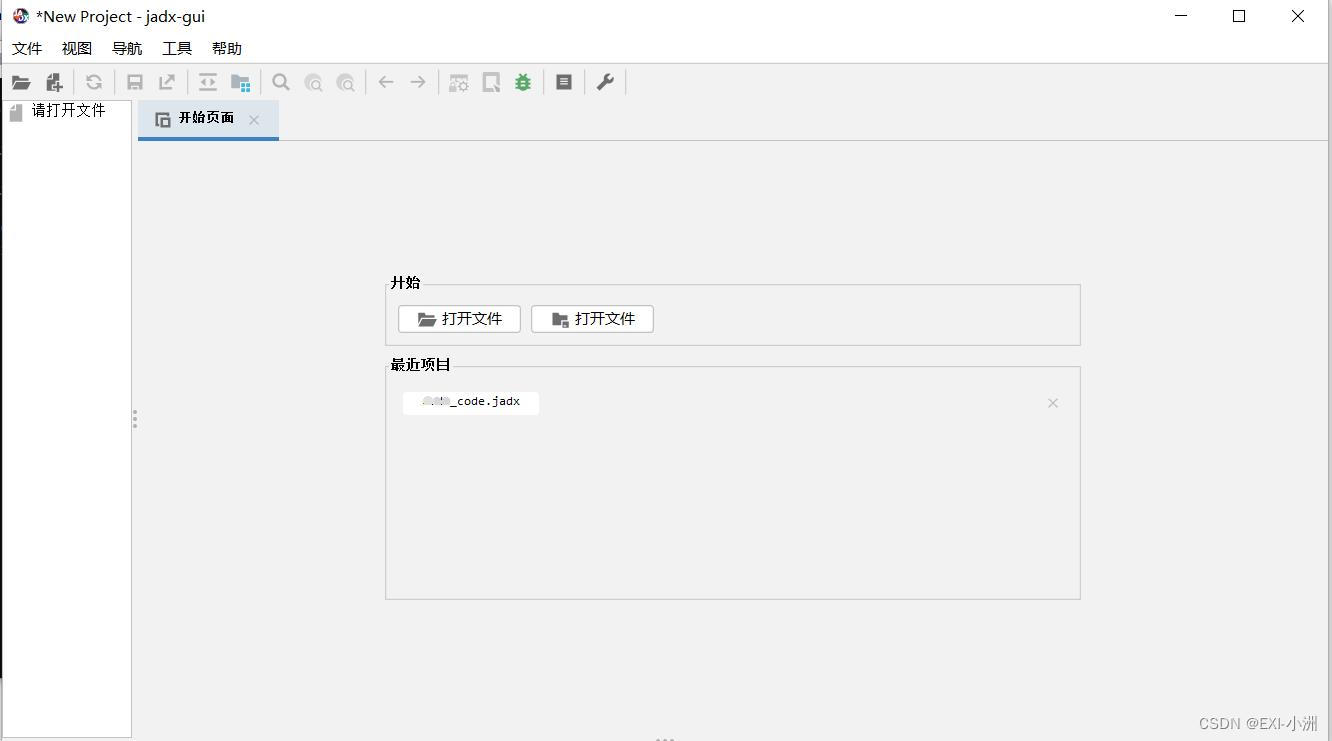 *New Project - jadx-gui
文件 视图 导航 工具 帮助
请打开文件
开始页面
开始
打开文件 打开文件
最近项目
_code.jadx
CSDN @EXI-小洲